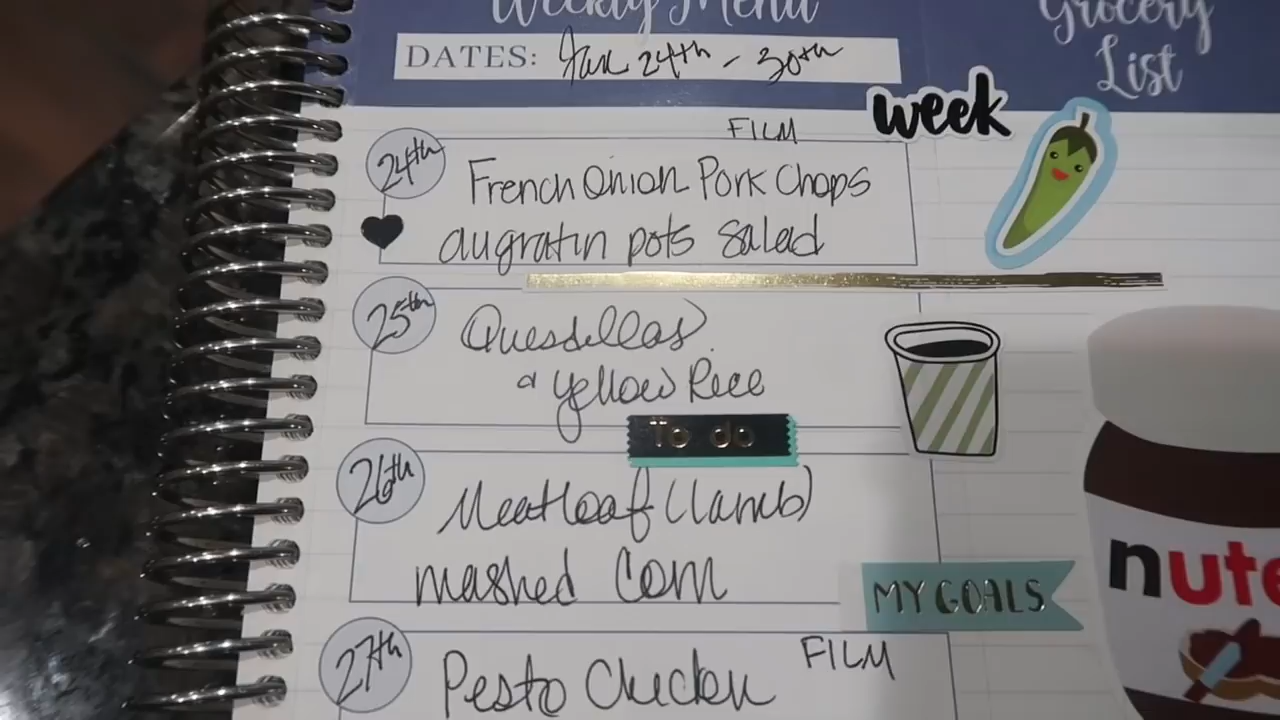 Weekly Menu
Grocery
List
DATES: Jan 24th - 30th
week
FILM
24th
French Onion Pork Chops
augratin pots salad
25th
Quesdillas
a yellow Rice
To do
26th
Meatloaf (lamb)
mashed Corn
MY GOALS
nute
27th
Pesto Chicken
FILM